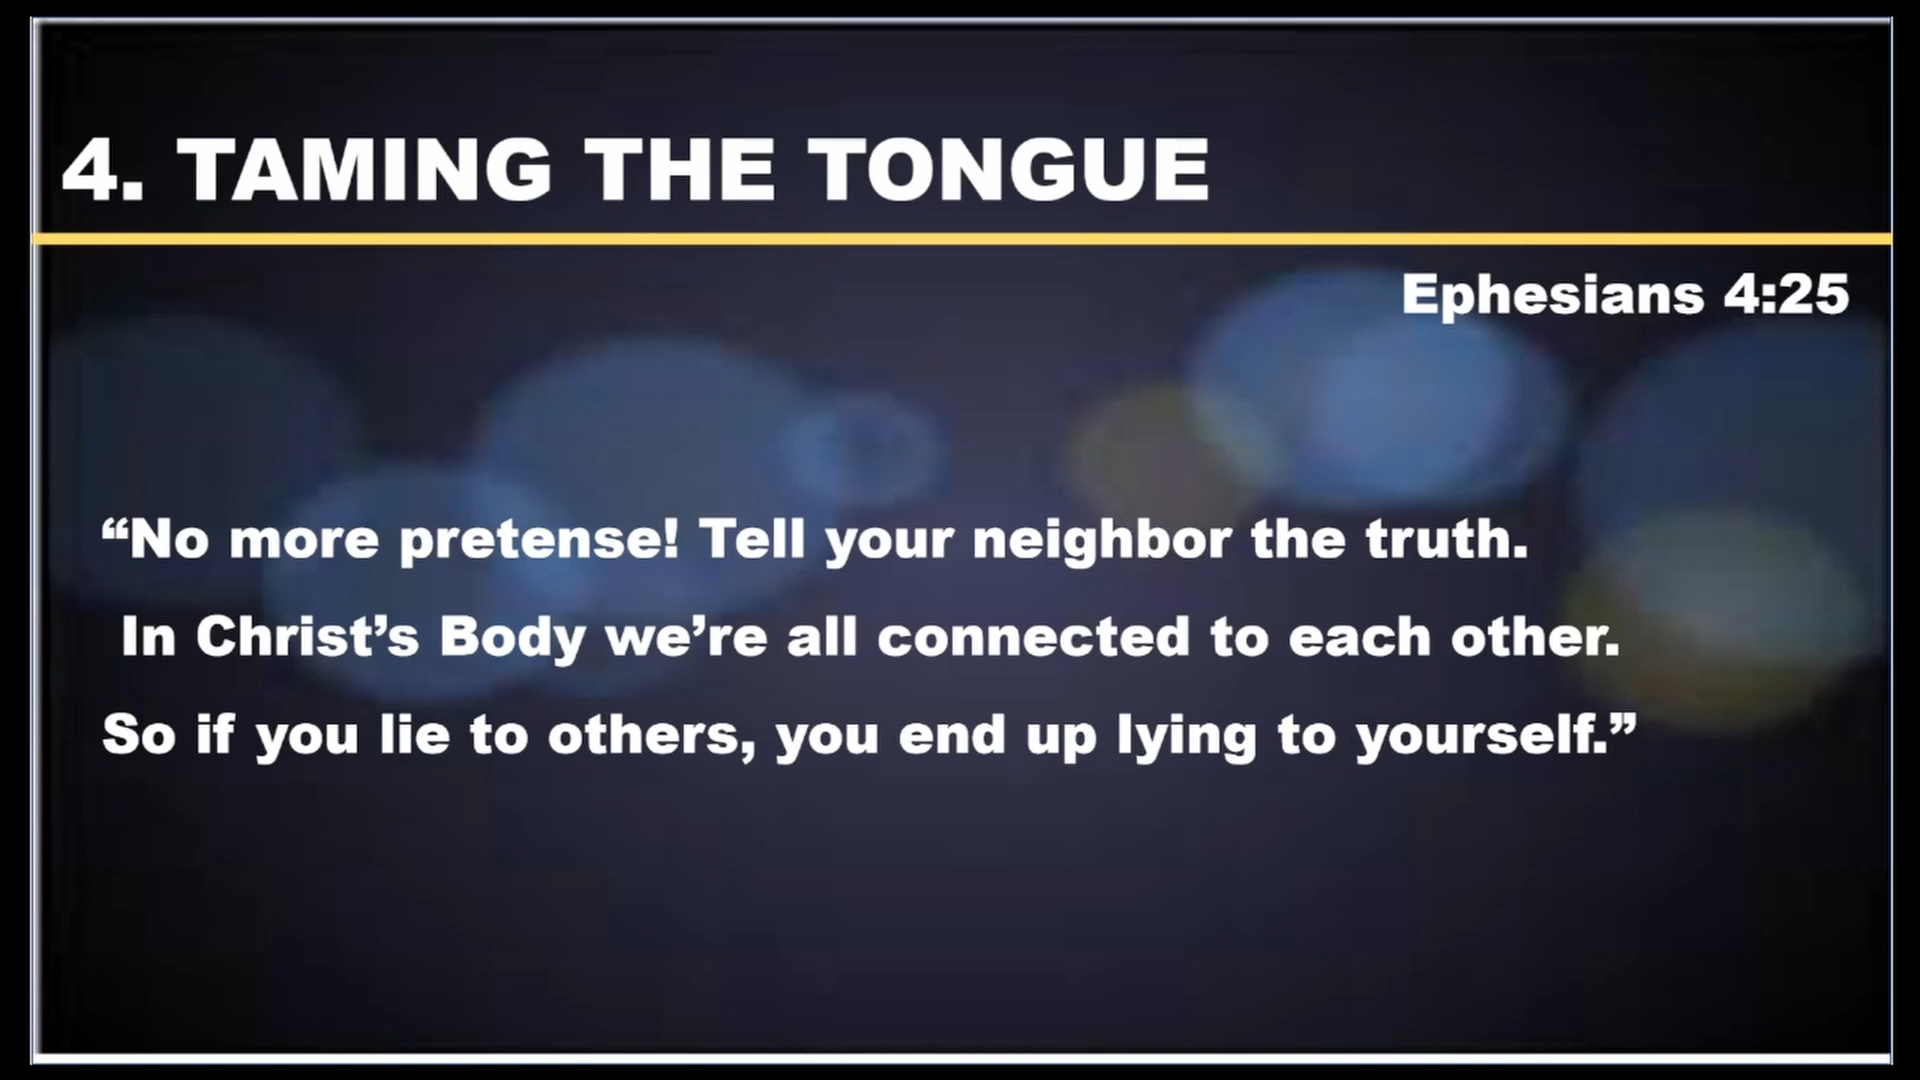 4. TAMING THE TONGUE
Ephesians 4:25
“No more pretense! Tell your neighbor the truth.
In Christ’s Body we’re all connected to each other.
So if you lie to others, you end up lying to yourself.”